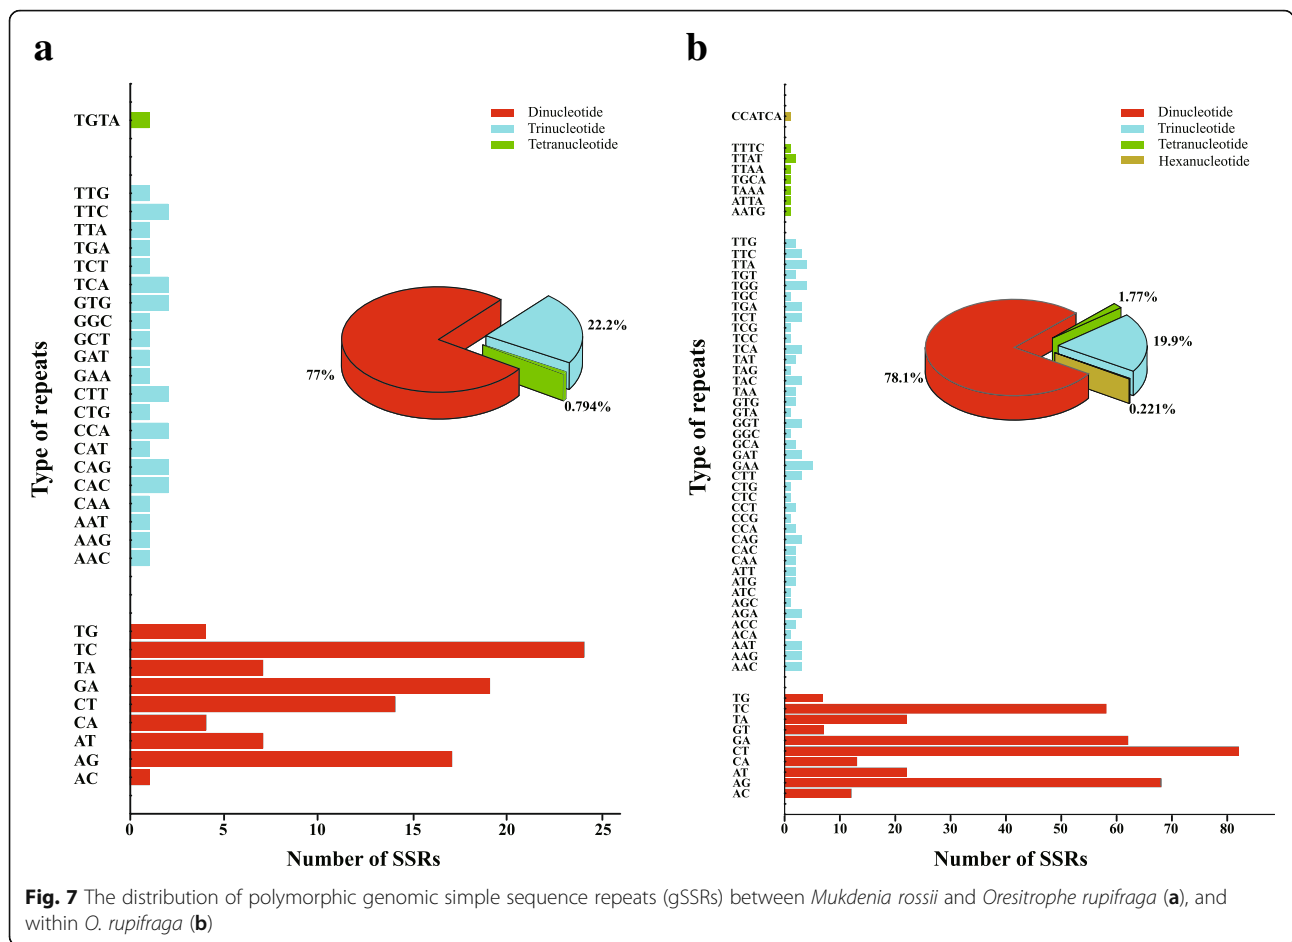 a
Type of repeats
TGTA
TTG
TTC
TTA
TGA
TCT
TCA
GTG
GGC
GCT
GAT
GAA
CTT
CTG
CCA
CAT
CAG
CAC
CAA
AAT
AAG
AAC
TG
TC
TA
GA
CT
CA
AT
AG
AC
0 5 10 15 20 25
Number of SSRs
Dinucleotide
Trinucleotide
Tetranucleotide
22.2%
77%
0.794%
b
Type of repeats
CCATCA
TTTC
TTAT
TTAA
TGCA
TAAA
ATTA
AATG
TTG
TTC
TTA
TGT
TGG
TGC
TGA
TCT
TCG
TCC
TCA
TAT
TAG
TAC
TAA
GTG
GTA
GGT
GGC
GCA
GAT
GAA
CTT
CTG
CTC
CCT
CCG
CCA
CAG
CAC
CAA
ATT
ATG
ATC
AGC
AGA
ACC
ACA
AAT
AAG
AAC
TG
TC
TA
GT
GA
CT
CA
AT
AG
AC
0 10 20 30 40 50 60 70 80
Number of SSRs
Dinucleotide
Trinucleotide
Tetranucleotide
Hexanucleotide
1.77%
19.9%
78.1%
0.221%
Fig. 7 The distribution of polymorphic genomic simple sequence repeats (gSSRs) between Mukdenia rossii and Oresitrophe rupifraga (a), and
within O. rupifraga (b)